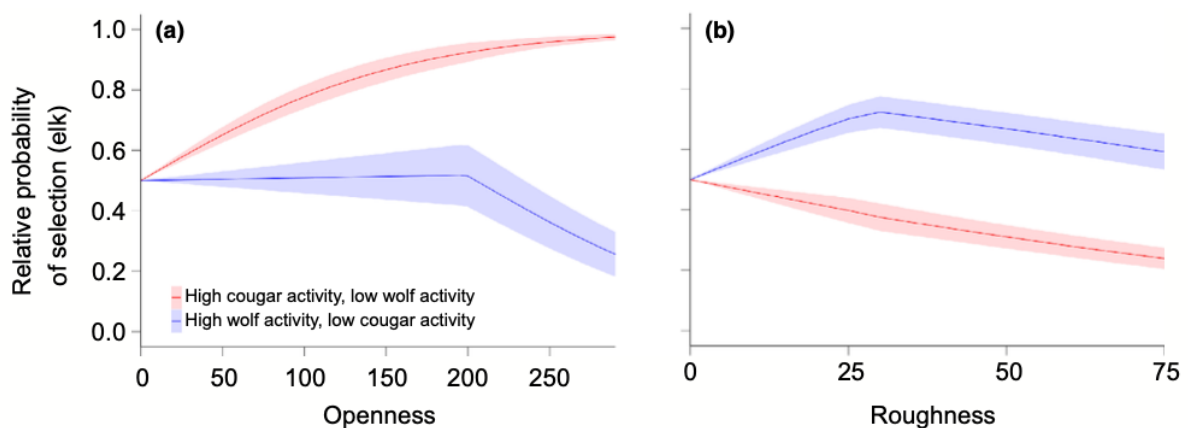 (a)
(b)
Relative probability
of selection (elk)
1.0
0.8
0.6
0.4
0.2
0.0
High cougar activity, low wolf activity
High wolf activity, low cougar activity
0 50 100 150 200 250
0 25 50 75
Openness
Roughness